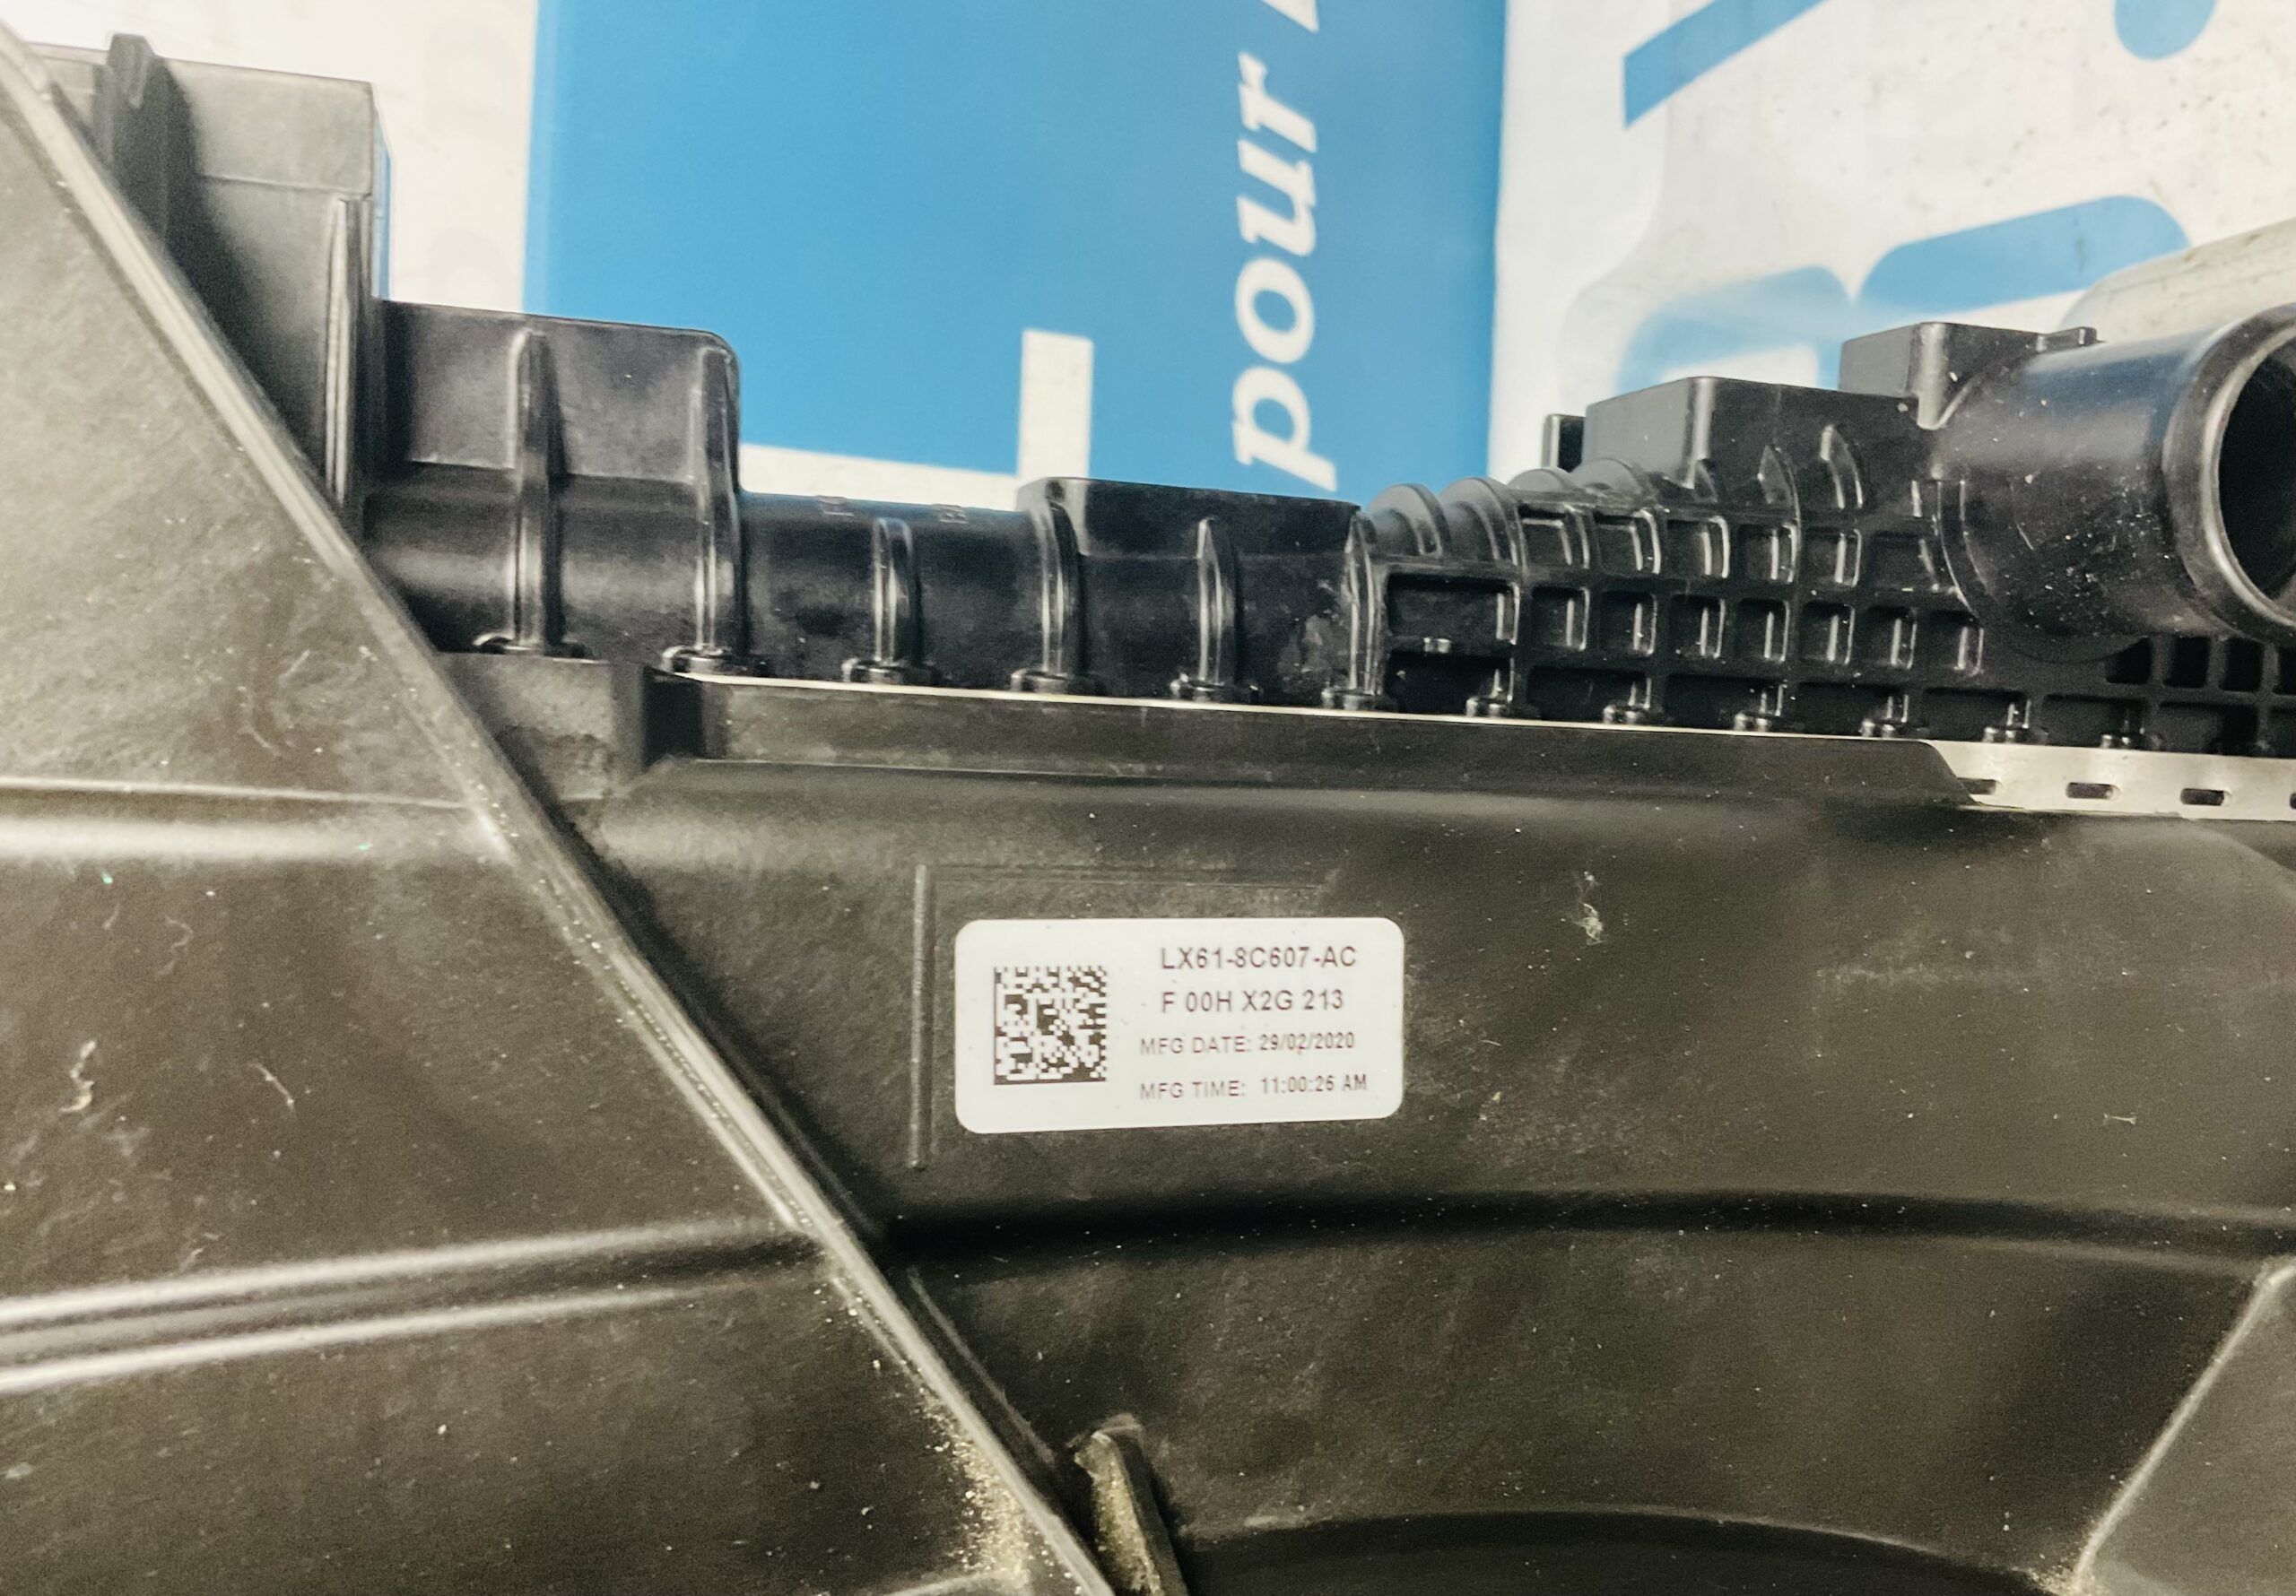 pour
LX61-8C607-AC
F 00H X2G 213
MFG DATE: 29/02/2020
MFG TIME: 11:00:26 AM